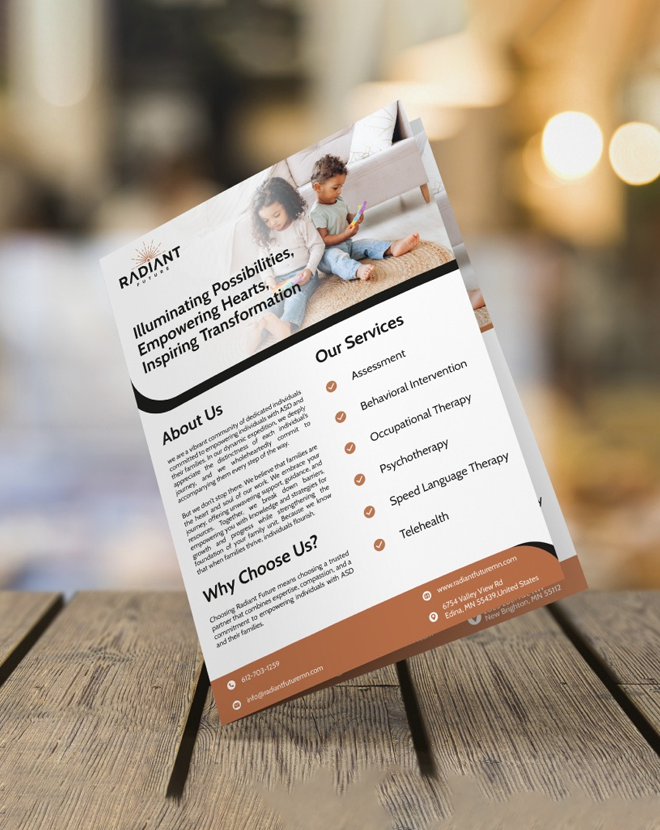 RADIANT
FUTURE
Illuminating Possibilities,
Empowering Hearts,
Inspiring Transformation
About Us
we are a vibrant community of dedicated individuals
committed to empowering individuals with ASD and
their families. In our dynamic expedition, we deeply
appreciate the distinctness of each individual's
journey, and we wholeheartedly commit to
accompanying them every step of the way.
But we don't stop there. We believe that families are
the heart and soul of our work. We embrace your
journey, offering unwavering support, guidance, and
resources. Together, we break down barriers,
empowering you with knowledge and strategies for
growth and progress while strengthening the
foundation of your family unit. Because we know
that when families thrive, individuals flourish.
Why Choose Us?
Choosing Radiant Future means choosing a trusted
partner that combines expertise, compassion, and a
commitment to empowering individuals with ASD
and their families.
Our Services
Assessment
Behavioral Intervention
Occupational Therapy
Psychotherapy
Speed Language Therapy
Telehealth
612-703-1259
info@radiantfuturemn.com
www.radiantfuturemn.com
6754 Valley View Rd
Edina, MN 55439,United States
New Brighton, MN 55112